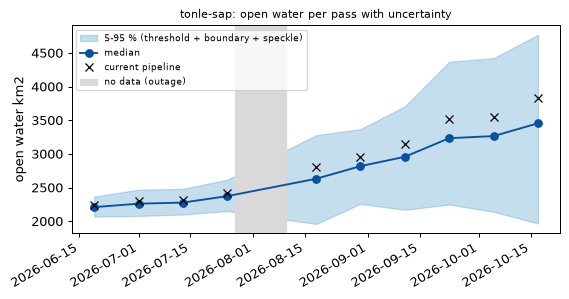 tonle-sap: open water per pass with uncertainty
5-95 % (threshold + boundary + speckle)
median
current pipeline
no data (outage)
open water km2
4500
4000
3500
3000
2500
2000
2026-06-15
2026-07-01
2026-07-15
2026-08-01
2026-08-15
2026-09-01
2026-09-15
2026-10-01
2026-10-15